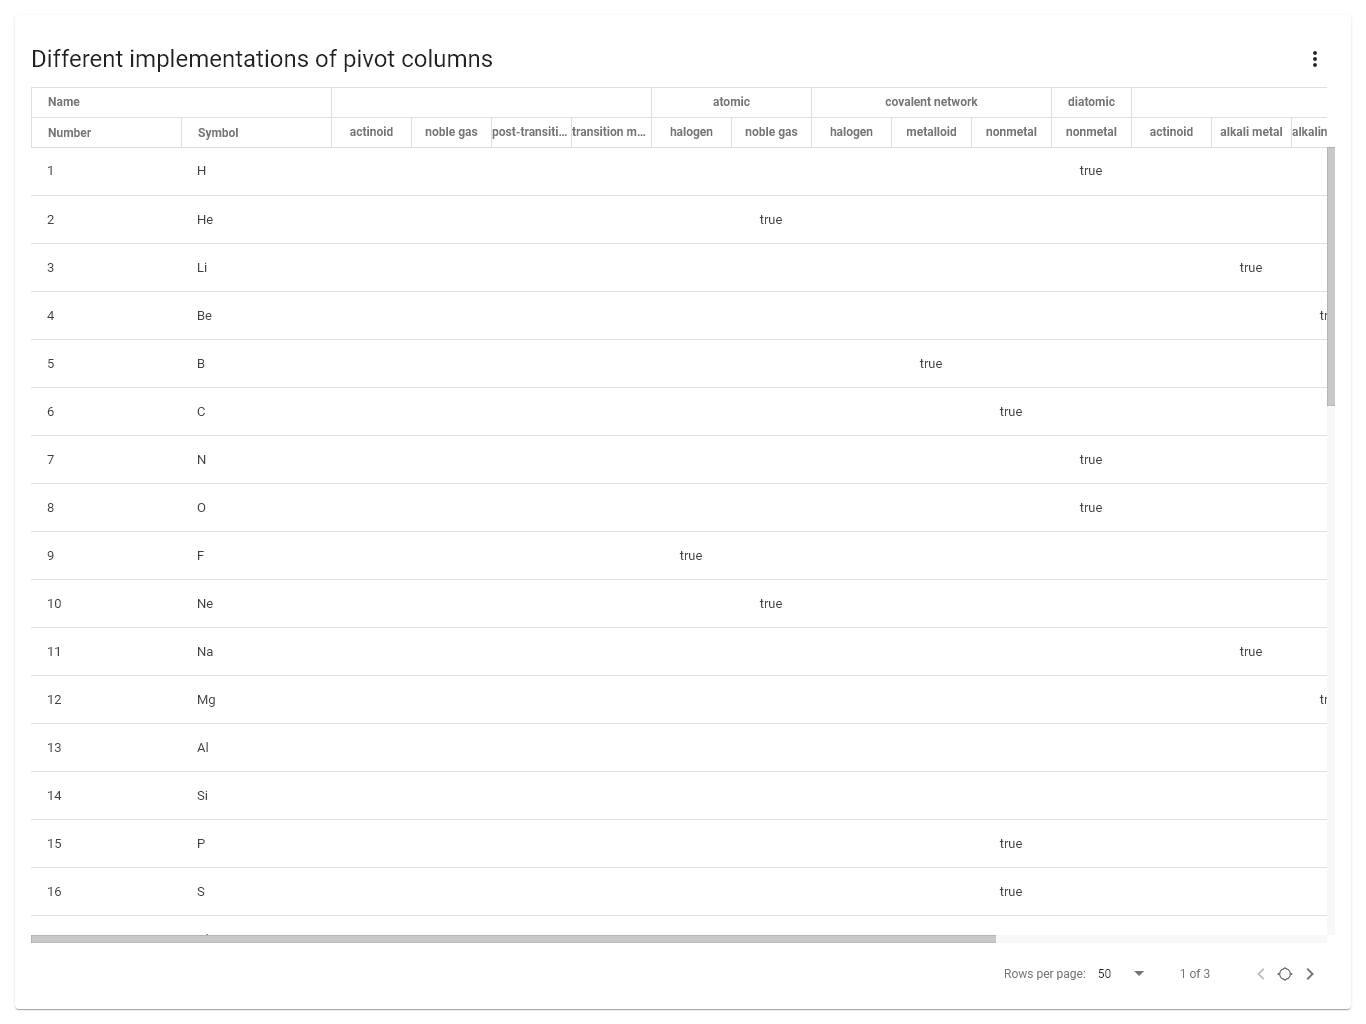 Different implementations of pivot columns
Name atomic covalent network diatomic
Number Symbol actinoid noble gas post-transiti… transition m… halogen noble gas halogen metalloid nonmetal nonmetal actinoid alkali metal alkalin
1 H true
2 He true
3 Li true
4 Be tr
5 B true
6 C true
7 N true
8 O true
9 F true
10 Ne true
11 Na true
12 Mg tr
13 Al
14 Si
15 P true
16 S true
Rows per page: 50 1 of 3